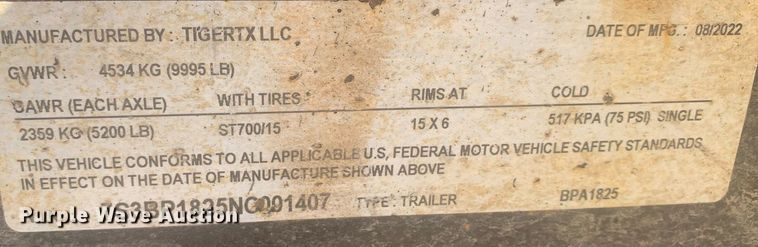 MANUFACTURED BY : TIGERTX LLC DATE OF MFG. : 08/2022
GVWR : 4534 KG (9995 LB)
GAWR (EACH AXLE) WITH TIRES RIMS AT COLD
2359 KG (5200 LB) ST700/15 15 X 6 517 KPA (75 PSI) SINGLE
THIS VEHICLE CONFORMS TO ALL APPLICABLE U.S, FEDERAL MOTOR VEHICLE SAFETY STANDARDS
IN EFFECT ON THE DATE OF MANUFACTURE SHOWN ABOVE
7S3BP1825NC001407 TYPE : TRAILER BPA1825
Purple Wave Auction